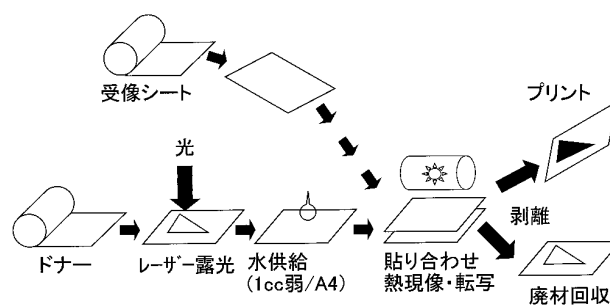 受像シート
プリント
光
剥離
ドナー
レーザー露光
水供給
(1cc弱/A4)
貼り合わせ
熱現像・転写
廃材回収